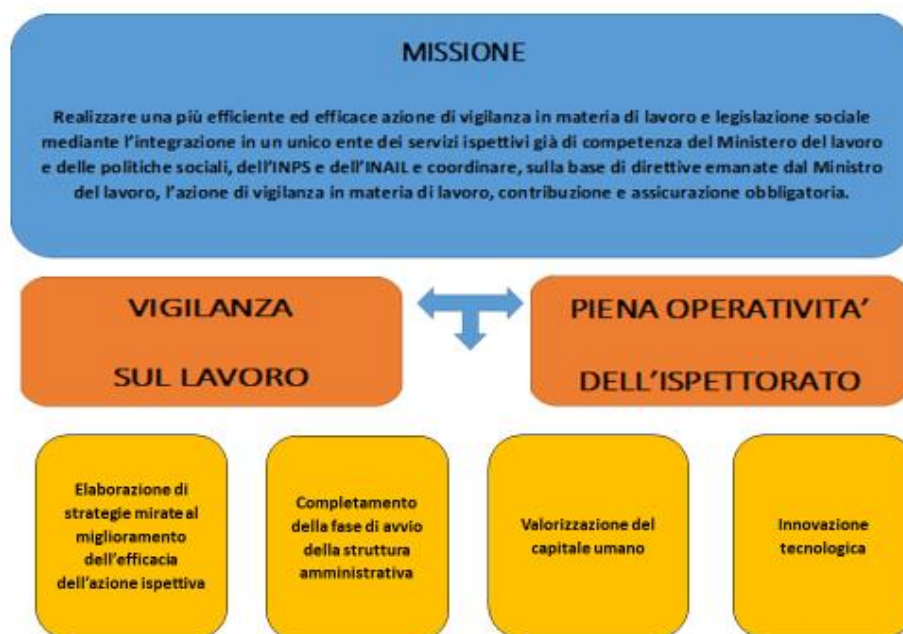 MISSIONE
Realizzare una più efficiente ed efficace azione di vigilanza in materia di lavoro e legislazione sociale
mediante l'integrazione in un unico ente dei servizi ispettivi già di competenza del Ministero del lavoro
e delle politiche sociali, dell'INPS e dell'INAIL e coordinare, sulla base di direttive emanate dal Ministro
del lavoro, l'azione di vigilanza in materia di lavoro, contribuzione e assicurazione obbligatoria.
VIGILANZA
SUL LAVORO
PIENA OPERATIVITA'
DELL'ISPETTORATO
Elaborazione di
strategie mirate al
miglioramento
dell'efficacia
dell'azione ispettiva
Completamento
della fase di avvio
della struttura
amministrativa
Valorizzazione del
capitale umano
Innovazione
tecnologica